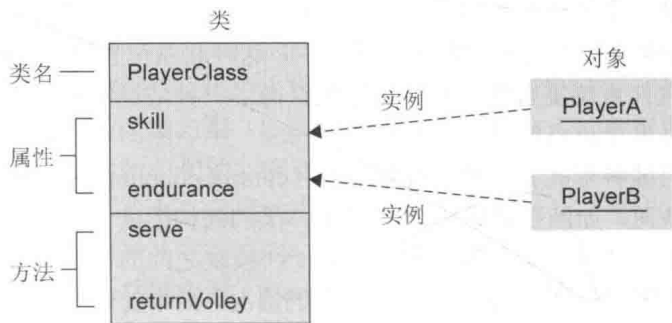 类
类名
PlayerClass
对象
属性
skill
实例
PlayerA
endurance
PlayerB
实例
方法
serve
returnVolley